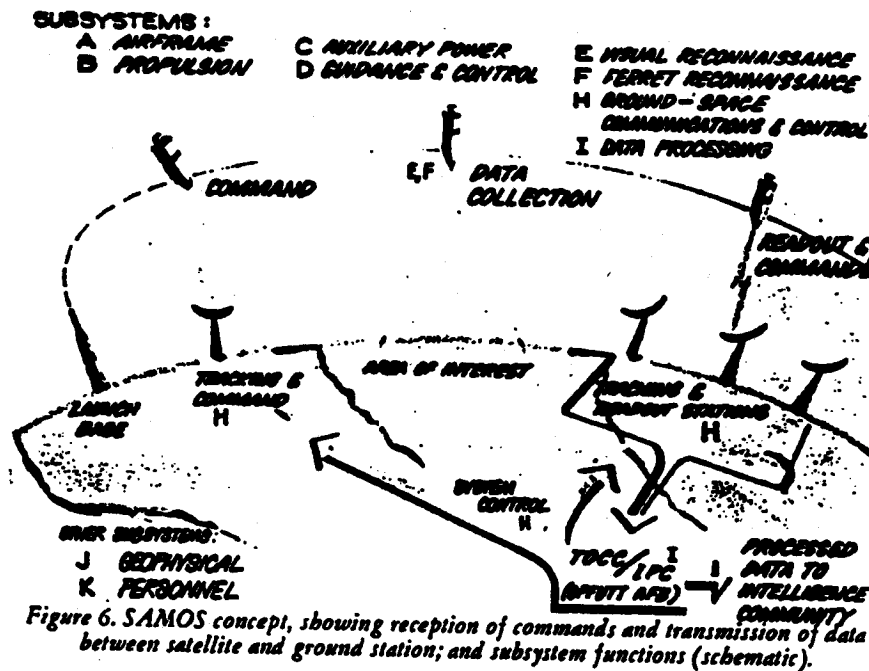 SUBSYSTEMS:
A AIRFRAME
B PROPULSION
C AUXILIARY POWER
D GUIDANCE & CONTROL
E VISUAL RECONNAISSANCE
F FERRET RECONNAISSANCE
H GROUND-SPACE
COMMUNICATIONS & CONTROL
I DATA PROCESSING
COMMAND
E,F
DATA
COLLECTION
READOUT &
COMMAND
H
LAUNCH
BASE
TRACKING &
COMMAND
H
AREA OF INTEREST
TRACKING &
READOUT STATIONS
H
SYSTEM
CONTROL
H
OTHER SUBSYSTEMS:
J GEOPHYSICAL
K PERSONNEL
I
TOCC/IPC
(OFFUTT AFB)
I
PROCESSED
DATA TO
INTELLIGENCE
COMMUNITY
Figure 6. SAMOS concept, showing reception of commands and transmission of data
between satellite and ground station; and subsystem functions (schematic).